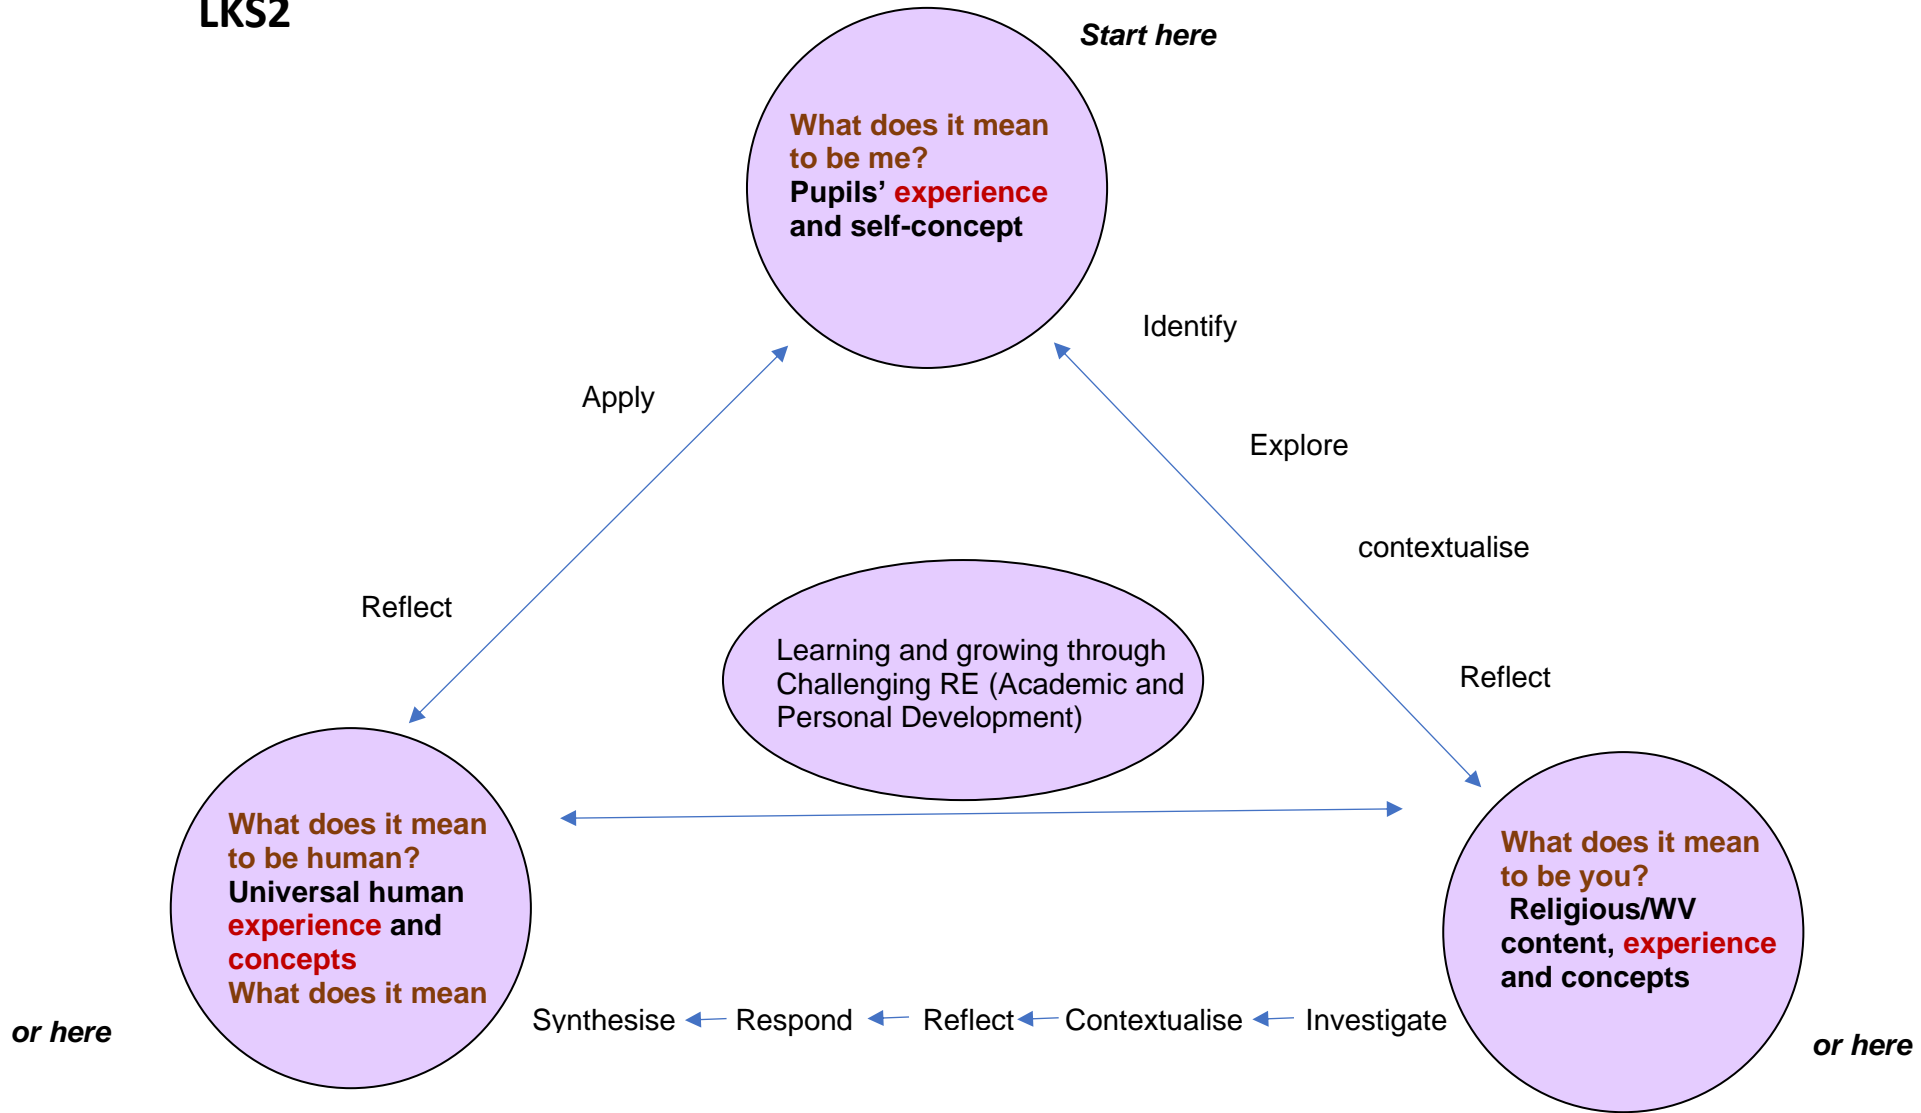 LKS2
Start here
What does it mean
to be me?
Pupils’ experience
and self-concept
Identify
Apply
Explore
contextualise
Reflect
Learning and growing through
Challenging RE (Academic and
Personal Development)
Reflect
What does it mean
to be human?
Universal human
experience and
concepts
What does it mean
What does it mean
to be you?
Religious/WV
content, experience
and concepts
Synthesise Respond Reflect Contextualise Investigate
or here
or here